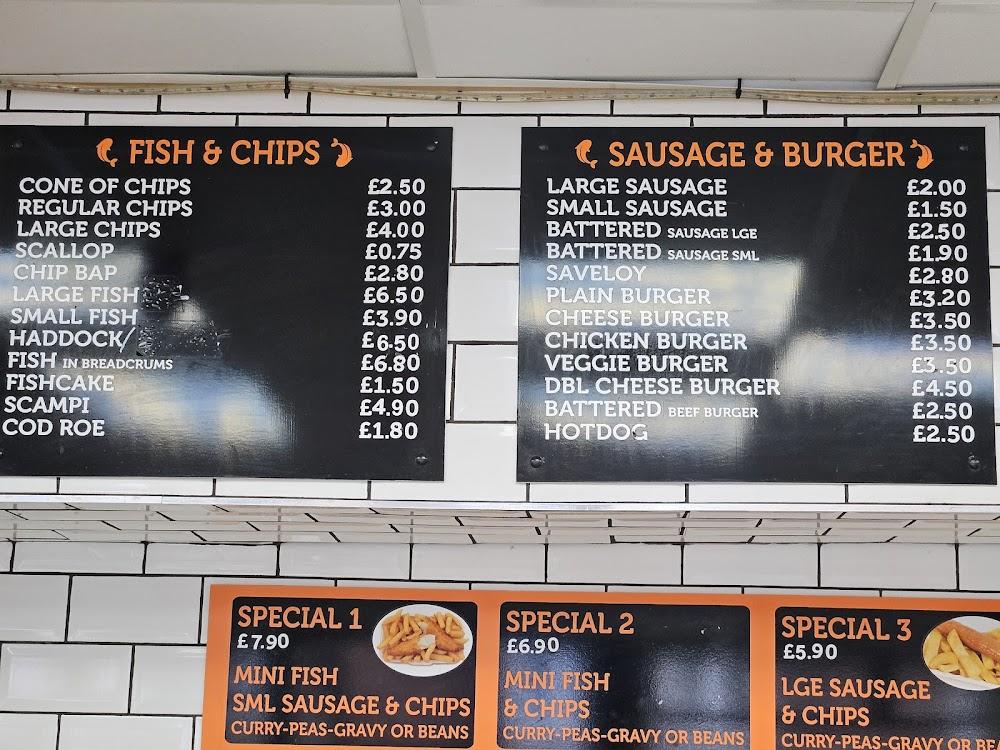 FISH & CHIPS
CONE OF CHIPS £2.50
REGULAR CHIPS £3.00
LARGE CHIPS £4.00
SCALLOP £0.75
CHIP BAP £2.80
LARGE FISH £6.50
SMALL FISH £3.90
HADDOCK/ £6.50
FISH IN BREADCRUMS £6.80
FISHCAKE £1.50
SCAMPI £4.90
COD ROE £1.80
SAUSAGE & BURGER
LARGE SAUSAGE £2.00
SMALL SAUSAGE £1.50
BATTERED SAUSAGE LGE £2.50
BATTERED SAUSAGE SML £1.90
SAVELOY £2.80
PLAIN BURGER £3.20
CHEESE BURGER £3.50
CHICKEN BURGER £3.50
VEGGIE BURGER £3.50
DBL CHEESE BURGER £4.50
BATTERED BEEF BURGER £2.50
HOTDOG £2.50
SPECIAL 1
£7.90
MINI FISH
SML SAUSAGE & CHIPS
CURRY-PEAS-GRAVY OR BEANS
SPECIAL 2
£6.90
MINI FISH
& CHIPS
CURRY-PEAS-GRAVY OR BEANS
SPECIAL 3
£5.90
LGE SAUSAGE
& CHIPS
CURRY-PEAS-GRAVY OR BE